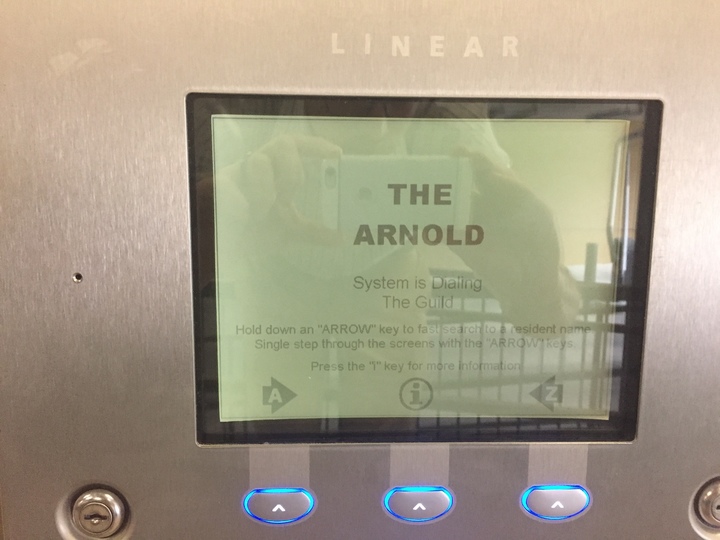 LINEAR
THE
ARNOLD
System is Dialing
The Guild
Hold down an "ARROW" key to fast search to a resident name
Single step through the screens with the "ARROW" keys.
Press the "i" key for more information
A i Z